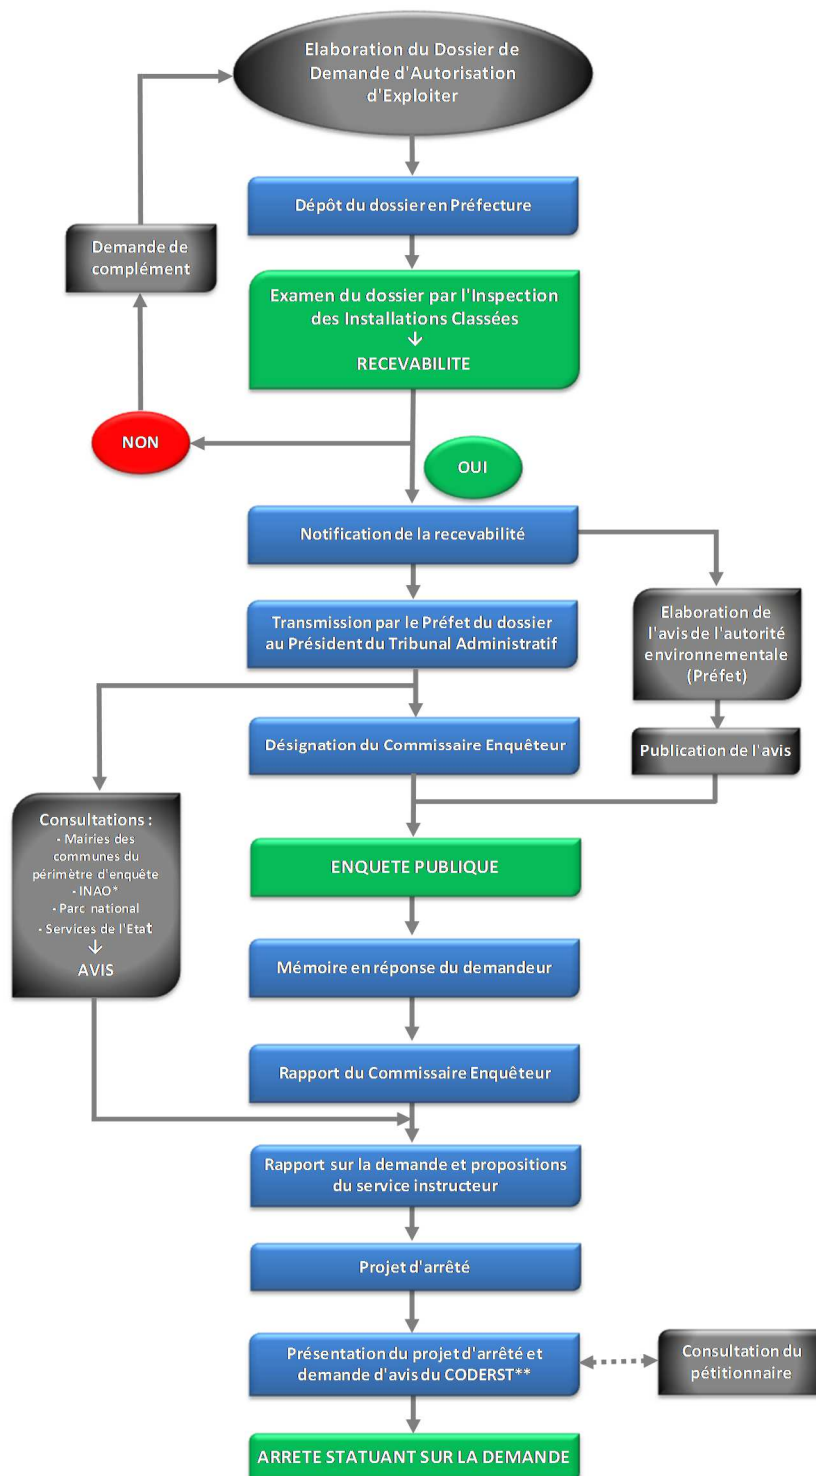 Elaboration du Dossier de
Demande d'Autorisation
d'Exploiter
Dépôt du dossier en Préfecture
Demande de
complément
Examen du dossier par l'Inspection
des Installations Classées
↓
RECEVABILITE
NON
OUI
Notification de la recevabilité
Elaboration de
l'avis de l'autorité
environnementale
(Préfet)
Transmission par le Préfet du dossier
au Président du Tribunal Administratif
Désignation du Commissaire Enquêteur
Publication de l'avis
Consultations :
- Mairies des
communes du
périmètre d'enquête
- INAO*
- Parc national
- Services de l'Etat
↓
AVIS
ENQUETE PUBLIQUE
Mémoire en réponse du demandeur
Rapport du Commissaire Enquêteur
Rapport sur la demande et propositions
du service instructeur
Projet d'arrêté
Présentation du projet d'arrêté et
demande d'avis du CODERST**
Consultation du
pétitionnaire
ARRETE STATUANT SUR LA DEMANDE